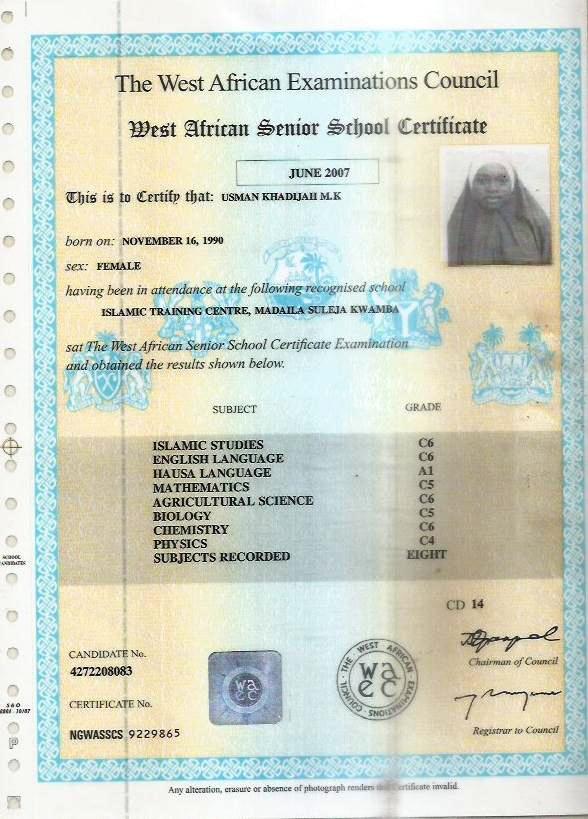 The West African Examinations Council
West African Senior School Certificate
JUNE 2007
This is to Certify that: USMAN KHADIJAH M.K
born on: NOVEMBER 16, 1990
sex: FEMALE
having been in attendance at the following recognised school
ISLAMIC TRAINING CENTRE, MADAILA SULEJA KWAMBA
sat The West African Senior School Certificate Examination
and obtained the results shown below.
SUBJECT GRADE
ISLAMIC STUDIES C6
ENGLISH LANGUAGE C6
HAUSA LANGUAGE A1
MATHEMATICS C5
AGRICULTURAL SCIENCE C6
BIOLOGY C5
CHEMISTRY C6
PHYSICS C4
SUBJECTS RECORDED EIGHT
CD 14
SCHOOL
CANDIDATES
CANDIDATE No.
4272208083
Chairman of Council
waec
THE WEST AFRICAN EXAMINATIONS COUNCIL
waec
CERTIFICATE No.
NGWASSCS 9229865
Registrar to Council
S & O
10/07
P
Any alteration, erasure or absence of photograph renders this Certificate invalid.